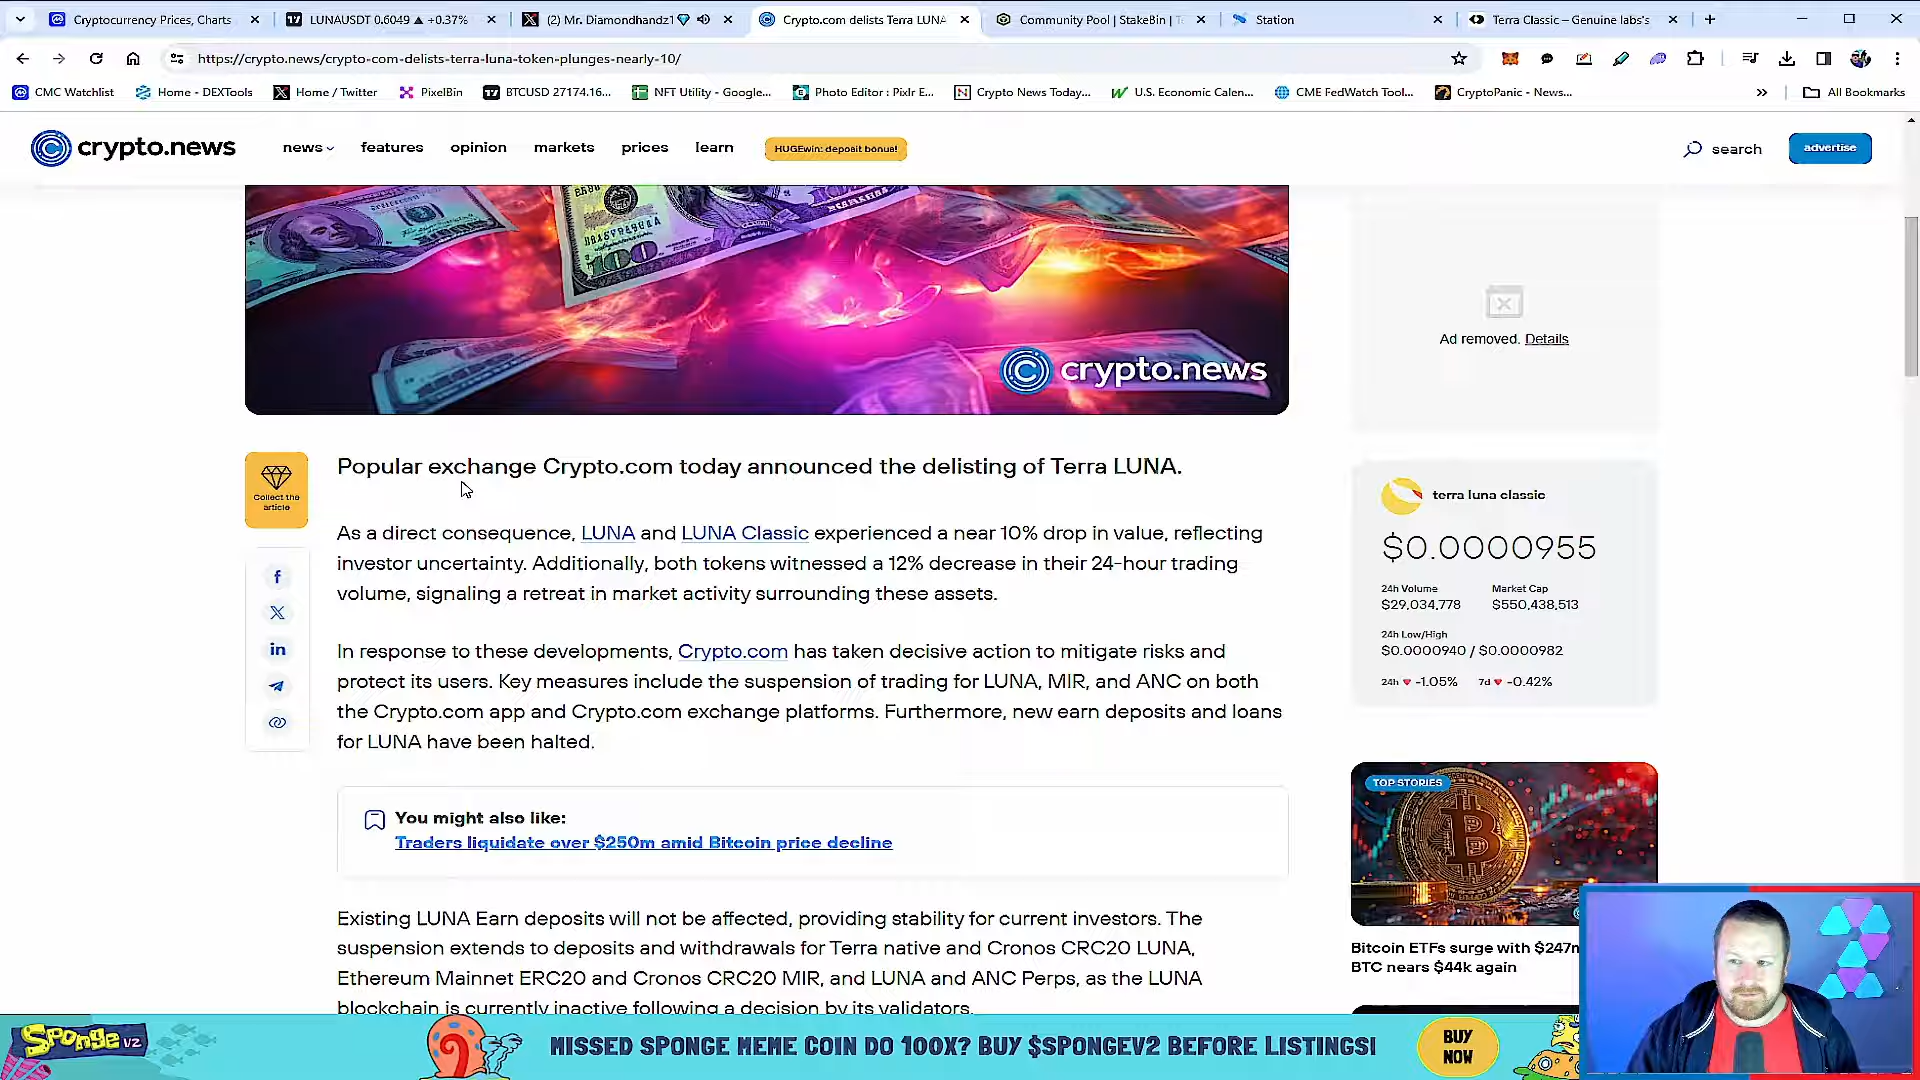 Cryptocurrency Prices, Charts
LUNAUSDT 0.6049 ▲ +0.37%
(2) Mr. Diamondhandz1
Crypto.com delists Terra LUNA
Community Pool | StakeBin | T
Station
Terra Classic – Genuine labs's
https://crypto.news/crypto-com-delists-terra-luna-token-plunges-nearly-10/
CMC Watchlist
Home - DEXTools
Home / Twitter
PixelBin
BTCUSD 27174.16...
NFT Utility - Google...
Photo Editor : Pixlr E...
Crypto News Today...
U.S. Economic Calen...
CME FedWatch Tool...
CryptoPanic - News...
All Bookmarks
crypto.news
news
features
opinion
markets
prices
learn
HUGEwin: deposit bonus!
search
advertise
100
crypto.news
Ad removed. Details
Collect the
article
Popular exchange Crypto.com today announced the delisting of Terra LUNA.
As a direct consequence, LUNA and LUNA Classic experienced a near 10% drop in value, reflecting
investor uncertainty. Additionally, both tokens witnessed a 12% decrease in their 24-hour trading
volume, signaling a retreat in market activity surrounding these assets.
In response to these developments, Crypto.com has taken decisive action to mitigate risks and
protect its users. Key measures include the suspension of trading for LUNA, MIR, and ANC on both
the Crypto.com app and Crypto.com exchange platforms. Furthermore, new earn deposits and loans
for LUNA have been halted.
You might also like:
Traders liquidate over $250m amid Bitcoin price decline
Existing LUNA Earn deposits will not be affected, providing stability for current investors. The
suspension extends to deposits and withdrawals for Terra native and Cronos CRC20 LUNA,
Ethereum Mainnet ERC20 and Cronos CRC20 MIR, and LUNA and ANC Perps, as the LUNA
blockchain is currently inactive following a decision by its validators.
terra luna classic
$0.0000955
24h Volume
$29,034,778
Market Cap
$550,438,513
24h Low/High
$0.0000940 / $0.0000982
24h ▼ -1.05%
7d ▼ -0.42%
TOP STORIES
Bitcoin ETFs surge with $247m
BTC nears $44k again
Sponge V2
MISSED SPONGE MEME COIN DO 100X? BUY $SPONGEV2 BEFORE LISTINGS!
BUY
NOW